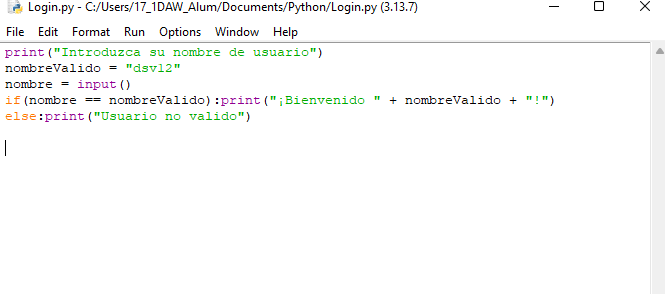 Login.py - C:/Users/17_1DAW_Alum/Documents/Python/Login.py (3.13.7)
File Edit Format Run Options Window Help
print("Introduzca su nombre de usuario")
nombreValido = "dsvl2"
nombre = input()
if(nombre == nombreValido):print("¡Bienvenido " + nombreValido + "!")
else:print("Usuario no valido")